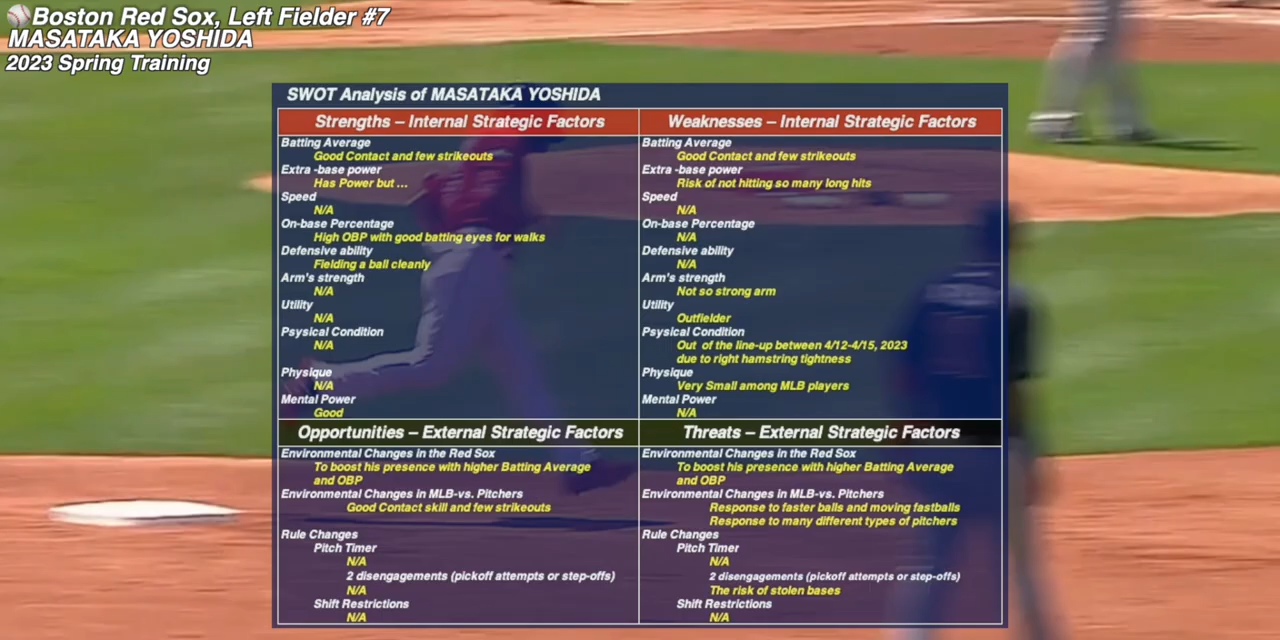 ⚾Boston Red Sox, Left Fielder #7
MASATAKA YOSHIDA
2023 Spring Training
SWOT Analysis of MASATAKA YOSHIDA
Strengths – Internal Strategic Factors
Batting Average
Good Contact and few strikeouts
Extra -base power
Has Power but ...
Speed
N/A
On-base Percentage
High OBP with good batting eyes for walks
Defensive ability
Fielding a ball cleanly
Arm's strength
N/A
Utility
N/A
Psysical Condition
N/A
Physique
N/A
Mental Power
Good
Weaknesses – Internal Strategic Factors
Batting Average
Good Contact and few strikeouts
Extra -base power
Risk of not hitting so many long hits
Speed
N/A
On-base Percentage
N/A
Defensive ability
N/A
Arm's strength
Not so strong arm
Utility
Outfielder
Psysical Condition
Out of the line-up between 4/12-4/15, 2023
due to right hamstring tightness
Physique
Very Small among MLB players
Mental Power
N/A
Opportunities – External Strategic Factors
Environmental Changes in the Red Sox
To boost his presence with higher Batting Average
and OBP
Environmental Changes in MLB-vs. Pitchers
Good Contact skill and few strikeouts
Rule Changes
Pitch Timer
N/A
2 disengagements (pickoff attempts or step-offs)
N/A
Shift Restrictions
N/A
Threats – External Strategic Factors
Environmental Changes in the Red Sox
To boost his presence with higher Batting Average
and OBP
Environmental Changes in MLB-vs. Pitchers
Response to faster balls and moving fastballs
Response to many different types of pitchers
Rule Changes
Pitch Timer
N/A
2 disengagements (pickoff attempts or step-offs)
The risk of stolen bases
Shift Restrictions
N/A